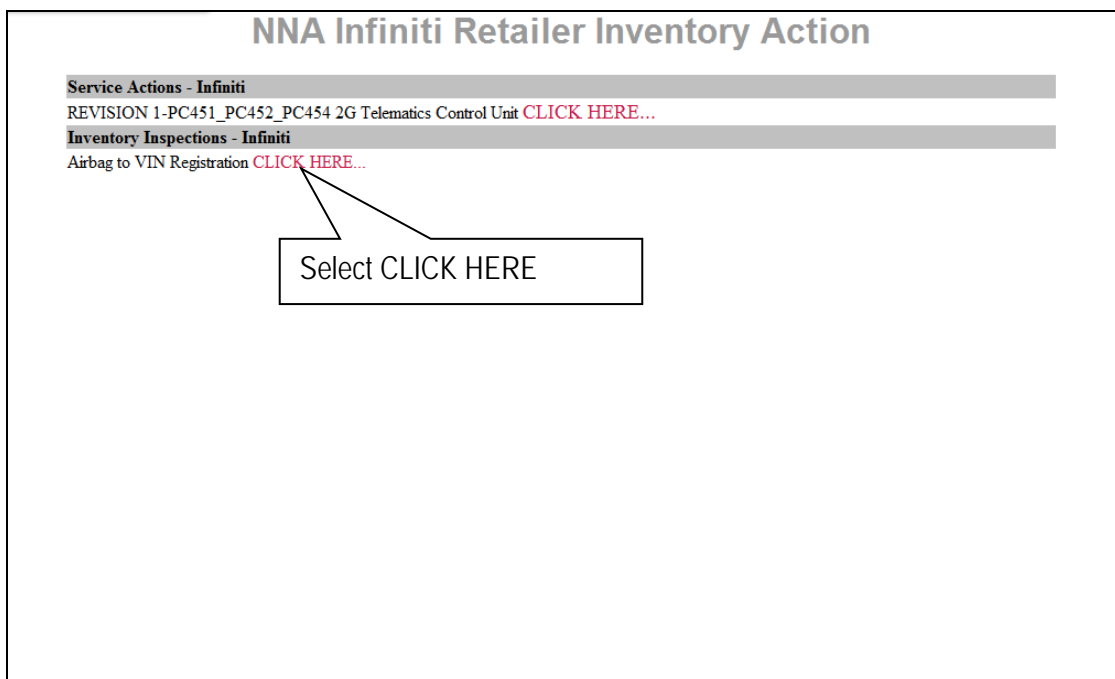 NNA Infiniti Retailer Inventory Action
Service Actions - Infiniti
REVISION 1-PC451_PC452_PC454 2G Telematics Control Unit CLICK HERE...
Inventory Inspections - Infiniti
Airbag to VIN Registration CLICK HERE...
Select CLICK HERE